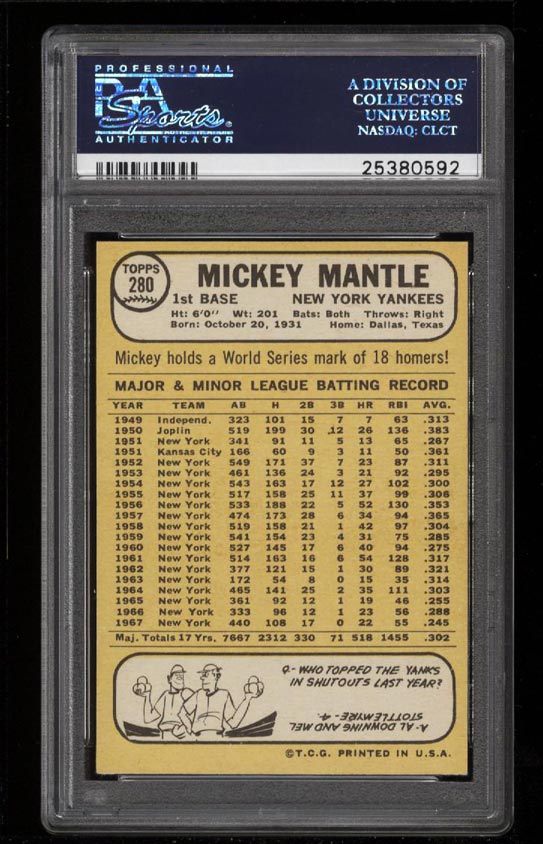 PROFESSIONAL
PSA
Sports
AUTHENTICATOR
A DIVISION OF
COLLECTORS
UNIVERSE
NASDAQ: CLCT
25380592
TOPPS
280
MICKEY MANTLE
1st BASE NEW YORK YANKEES
Ht: 6'0" Wt: 201 Bats: Both Throws: Right
Born: October 20, 1931 Home: Dallas, Texas
Mickey holds a World Series mark of 18 homers!
MAJOR & MINOR LEAGUE BATTING RECORD
YEAR TEAM AB H 2B 3B HR RBI AVG.
1949 Independ. 323 101 15 7 7 63 .313
1950 Joplin 519 199 30 12 26 136 .383
1951 New York 341 91 11 5 13 65 .267
1951 Kansas City 166 60 9 3 11 50 .361
1952 New York 549 171 37 7 23 87 .311
1953 New York 461 136 24 3 21 92 .295
1954 New York 543 163 17 12 27 102 .300
1955 New York 517 158 25 11 37 99 .306
1956 New York 533 188 22 5 52 130 .353
1957 New York 474 173 28 6 34 94 .365
1958 New York 519 158 21 1 42 97 .304
1959 New York 541 154 23 4 31 75 .285
1960 New York 527 145 17 6 40 94 .275
1961 New York 514 163 16 6 54 128 .317
1962 New York 377 121 15 1 30 89 .321
1963 New York 172 54 8 0 15 35 .314
1964 New York 465 141 25 2 35 111 .303
1965 New York 361 92 12 1 19 46 .255
1966 New York 333 96 12 1 23 56 .288
1967 New York 440 108 17 0 22 55 .245
Maj. Totals 17 Yrs. 7667 2312 330 71 518 1455 .302
Q- WHO TOPPED THE YANKS
IN SHUTOUTS LAST YEAR?
A- AL DOWNING AND MEL
STOTTLEMYRE - 4.
©T.C.G. PRINTED IN U.S.A.